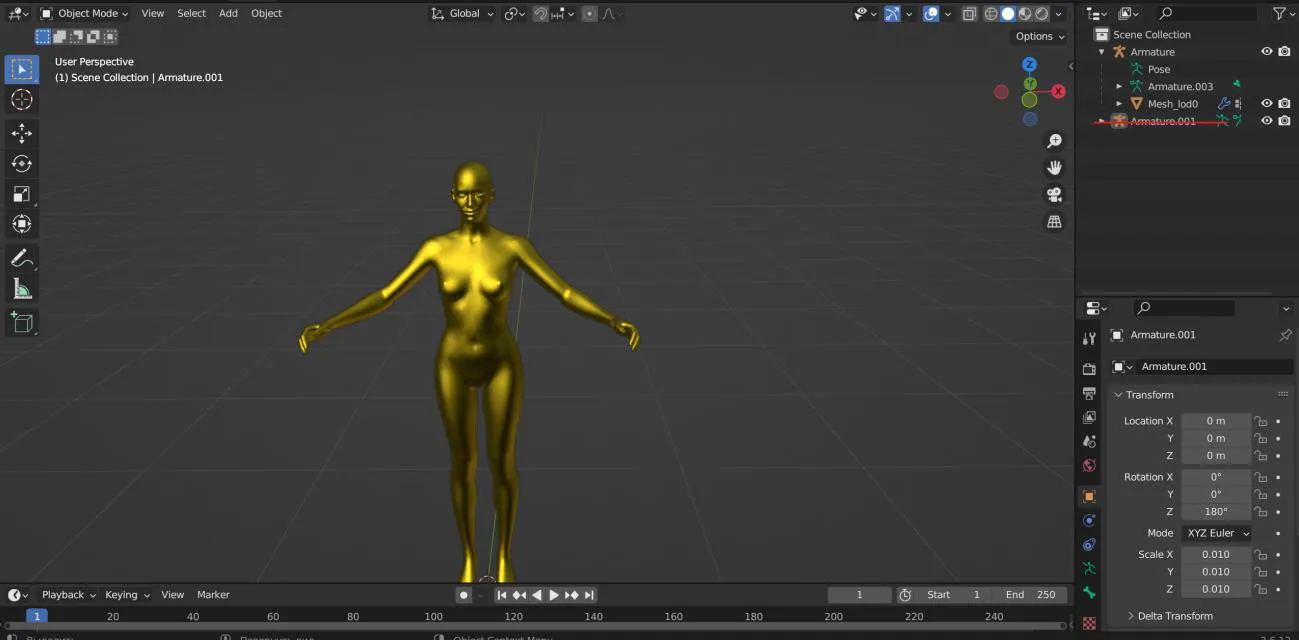 Object Mode View Select Add Object Global
Options
User Perspective
(1) Scene Collection | Armature.001
Z
Y
X
Scene Collection
Armature
Pose
Armature.003
Mesh_lod0
Armature.001
Armature.001
Armature.001
Transform
Location X 0 m
Y 0 m
Z 0 m
Rotation X 0°
Y 0°
Z 180°
Mode XYZ Euler
Scale X 0.010
Y 0.010
Z 0.010
Delta Transform
Playback Keying View Marker 1 Start 1 End 250
1 20 40 60 80 100 120 140 160 180 200 220 240
Object Context Menu